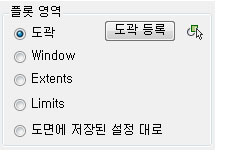 플롯 영역
도곽 도곽 등록
Window
Extents
Limits
도면에 저장된 설정 대로